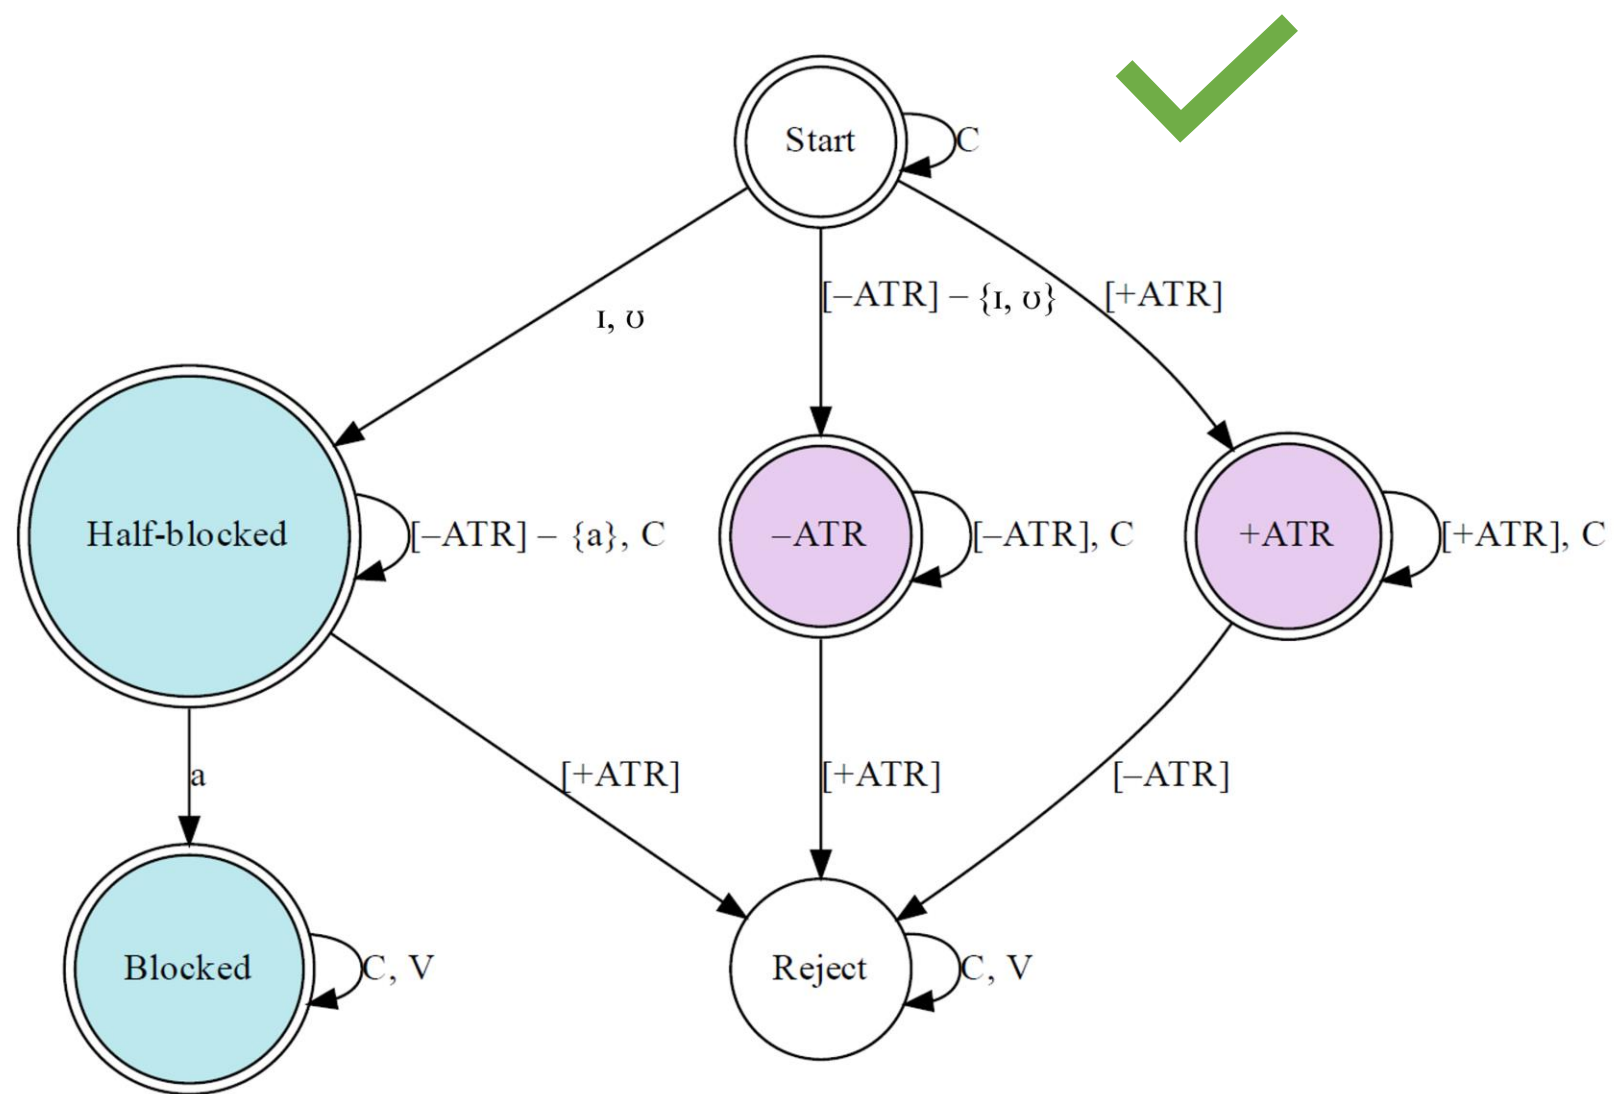 Start
C
[–ATR] – {ɪ, ʊ}
[+ATR]
ɪ, ʊ
Half-blocked
[–ATR] – {a}, C
–ATR
[–ATR], C
+ATR
[+ATR], C
a
[+ATR]
[+ATR]
[–ATR]
Blocked
C, V
Reject
C, V